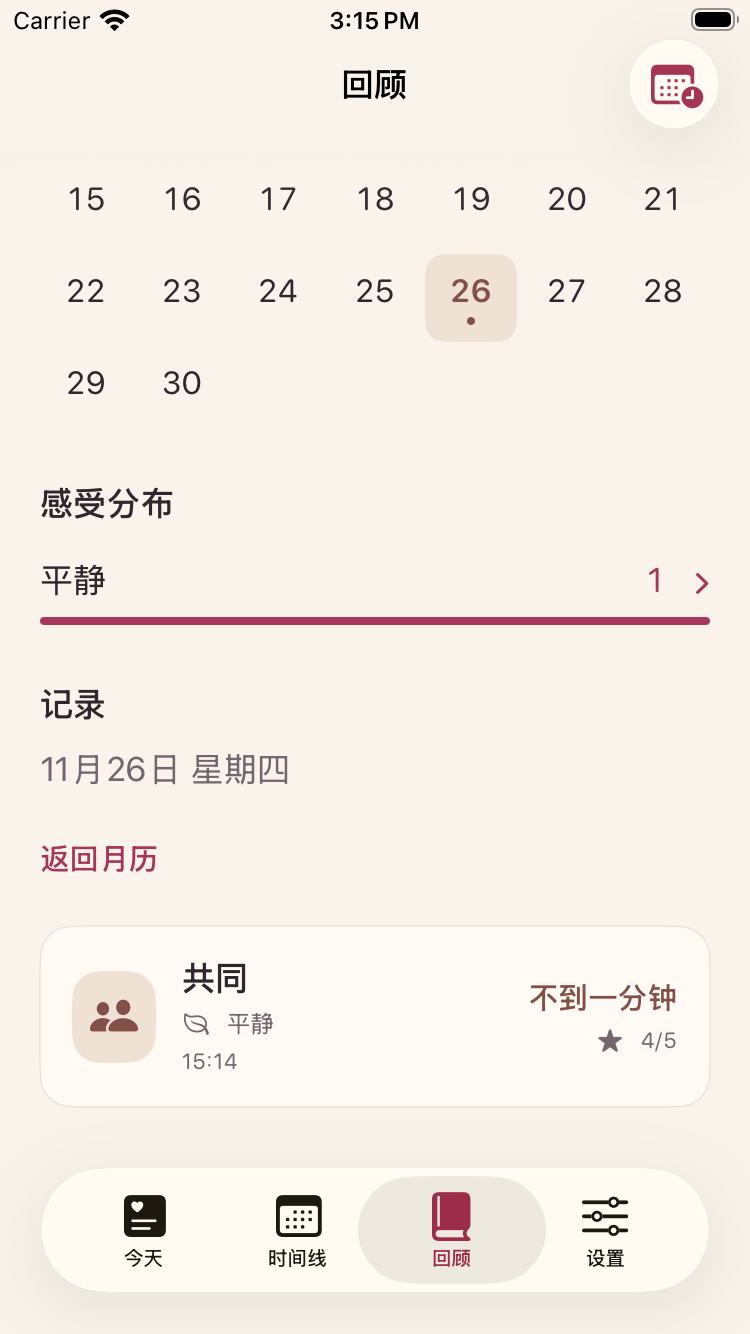 Carrier 3:15 PM
回顾
15 16 17 18 19 20 21
22 23 24 25 26 27 28
29 30
感受分布
平静 1
记录
11月26日 星期四
返回月历
共同
不到一分钟
平静
4/5
15:14
今天 时间线 回顾 设置